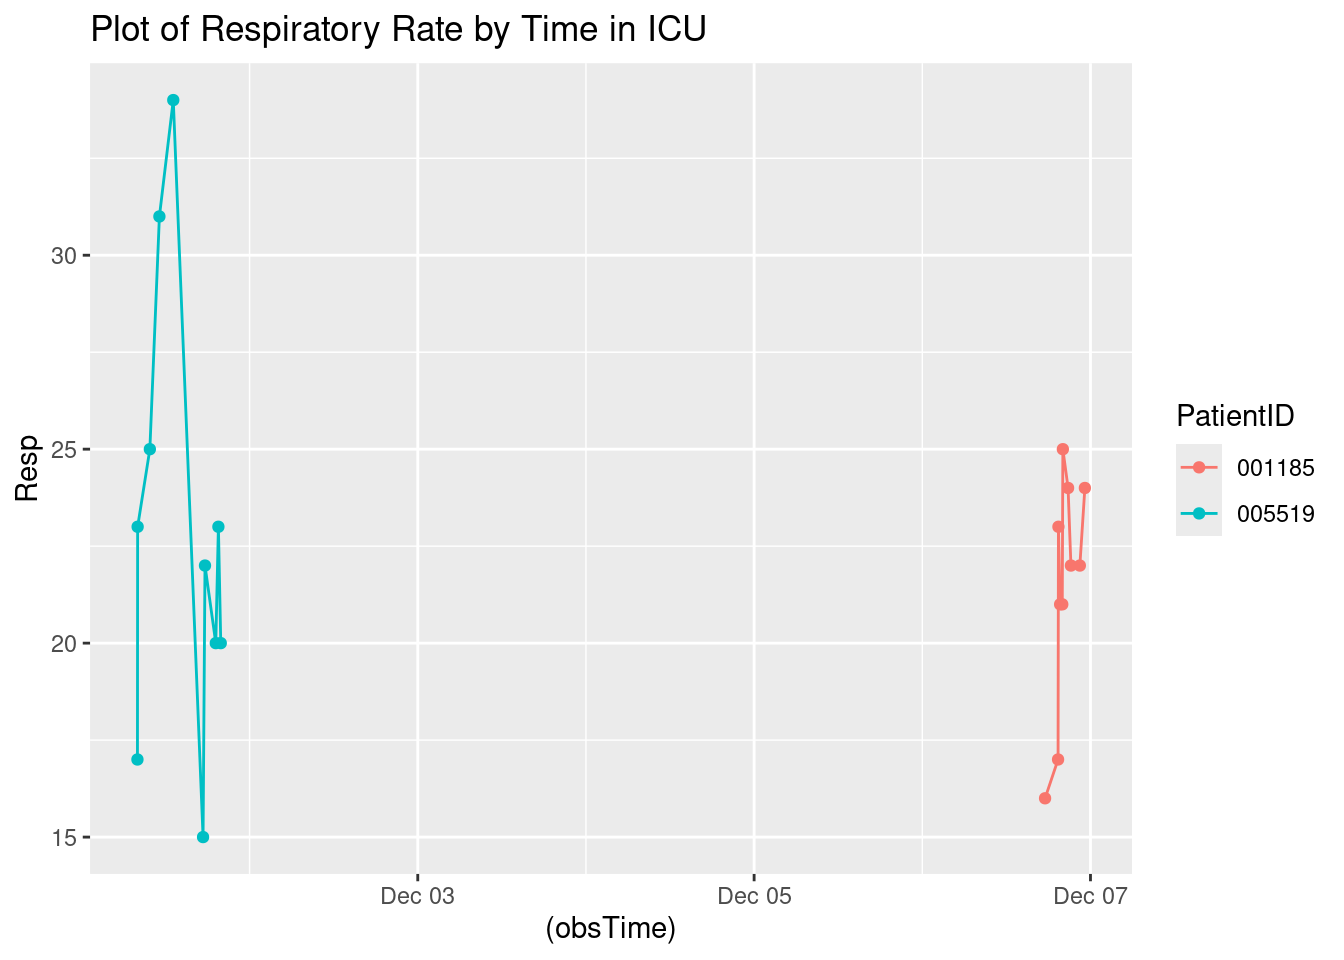 Plot of Respiratory Rate by Time in ICU
Resp
30
25
20
15
Dec 03
Dec 05
Dec 07
(obsTime)
PatientID
001185
005519